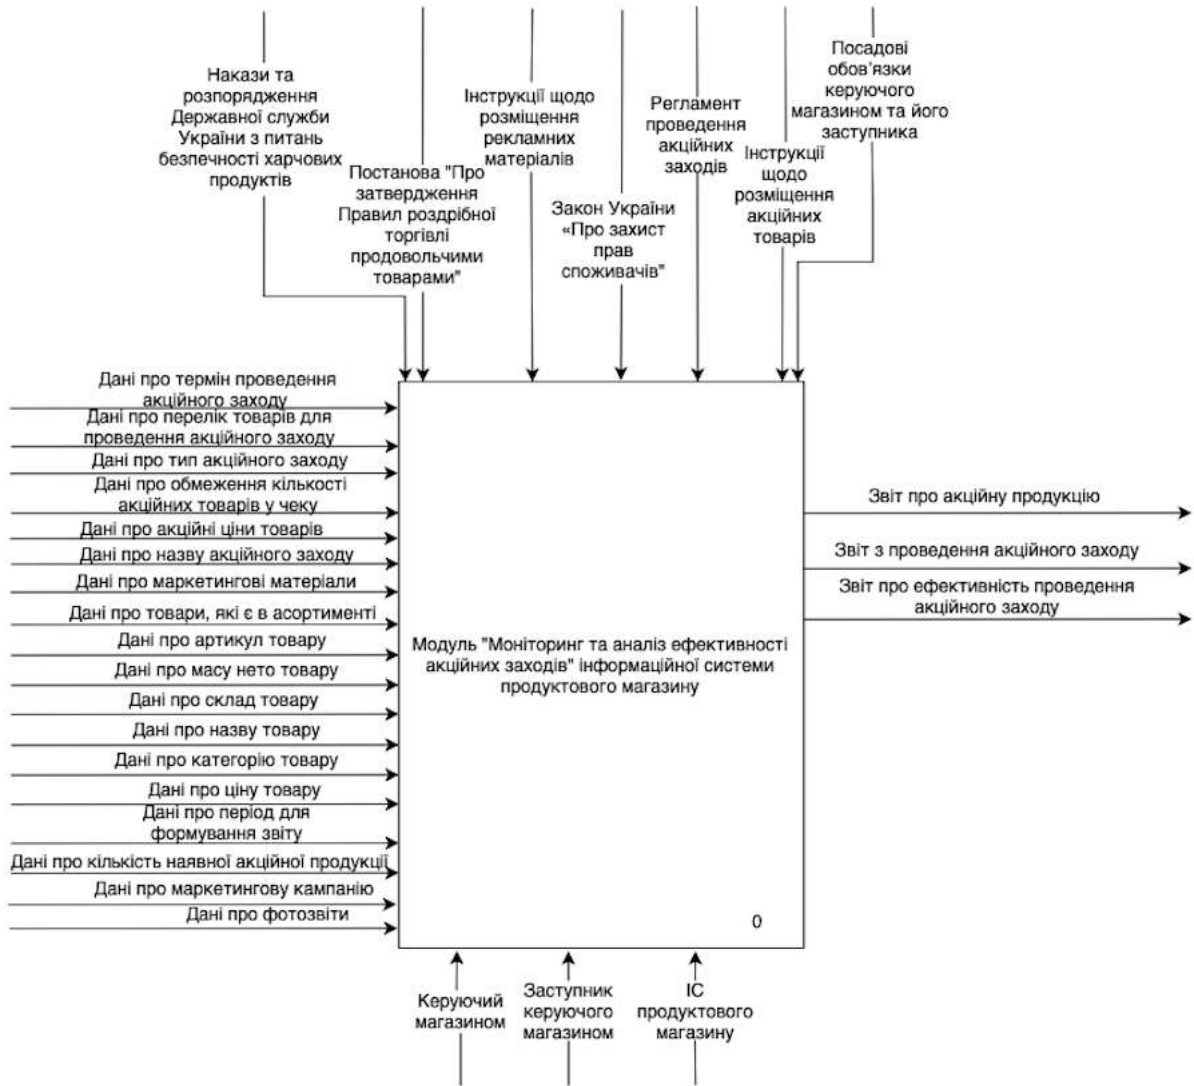 Накази та
розпорядження
Державної служби
України з питань
безпечності харчових
продуктів
Постанова "Про
затвердження
Правил роздрібної
торгівлі
продовольчими
товарами"
Інструкції щодо
розміщення
рекламних
матеріалів
Закон України
«Про захист
прав
споживачів"
Регламент
проведення
акційних
заходів
Інструкції
щодо
розміщення
акційних
товарів
Посадові
обов'язки
керуючого
магазином та його
заступника
Дані про термін проведення
акційного заходу
Дані про перелік товарів для
проведення акційного заходу
Дані про тип акційного заходу
Дані про обмеження кількості
акційних товарів у чеку
Дані про акційні ціни товарів
Дані про назву акційного заходу
Дані про маркетингові матеріали
Дані про товари, які є в асортименті
Дані про артикул товару
Дані про масу нето товару
Дані про склад товару
Дані про назву товару
Дані про категорію товару
Дані про ціну товару
Дані про період для
формування звіту
Дані про кількість наявної акційної продукції
Дані про маркетингову кампанію
Дані про фотозвіти
Модуль "Моніторинг та аналіз ефективності
акційних заходів" інформаційної системи
продуктового магазину
0
Звіт про акційну продукцію
Звіт з проведення акційного заходу
Звіт про ефективність проведення
акційного заходу
Керуючий
магазином
Заступник
керуючого
магазином
ІС
продуктового
магазину